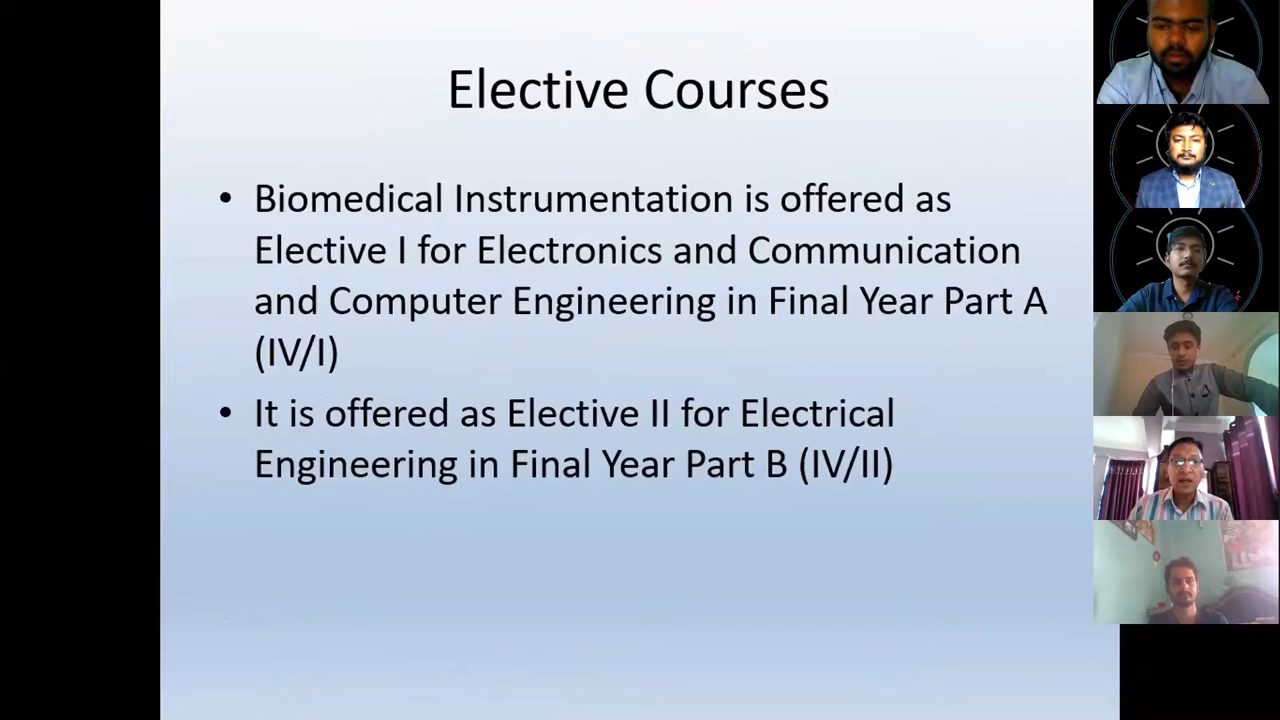 Elective Courses
• Biomedical Instrumentation is offered as
Elective I for Electronics and Communication
and Computer Engineering in Final Year Part A
(IV/I)
• It is offered as Elective II for Electrical
Engineering in Final Year Part B (IV/II)